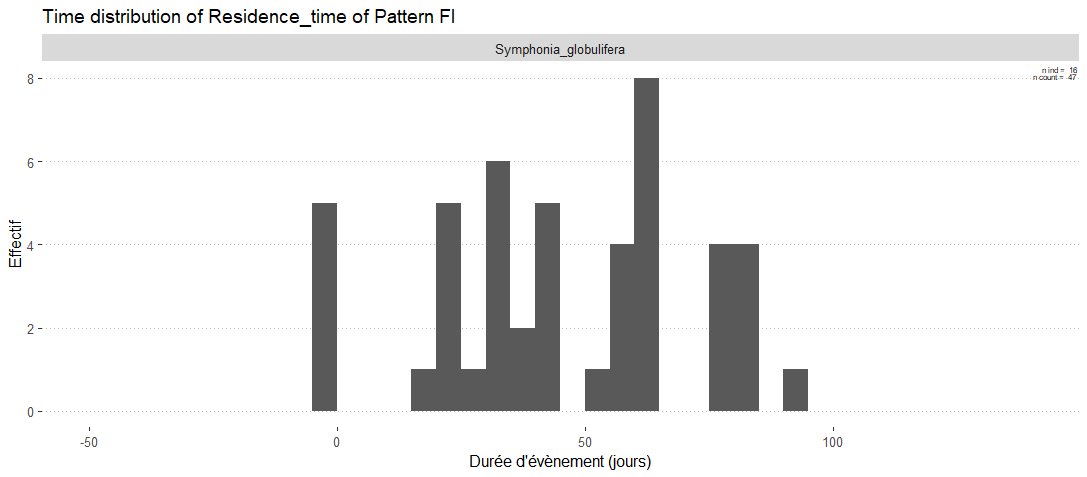 Time distribution of Residence_time of Pattern Fl
Symphonia_globulifera
n ind = 16
n count = 47
8
6
4
2
0
Effectif
-50 0 50 100
Durée d'évènement (jours)